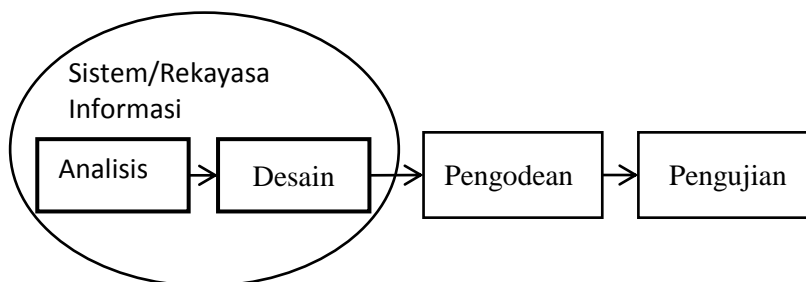 Sistem/Rekayasa
Informasi
Analisis
Desain
Pengodean
Pengujian